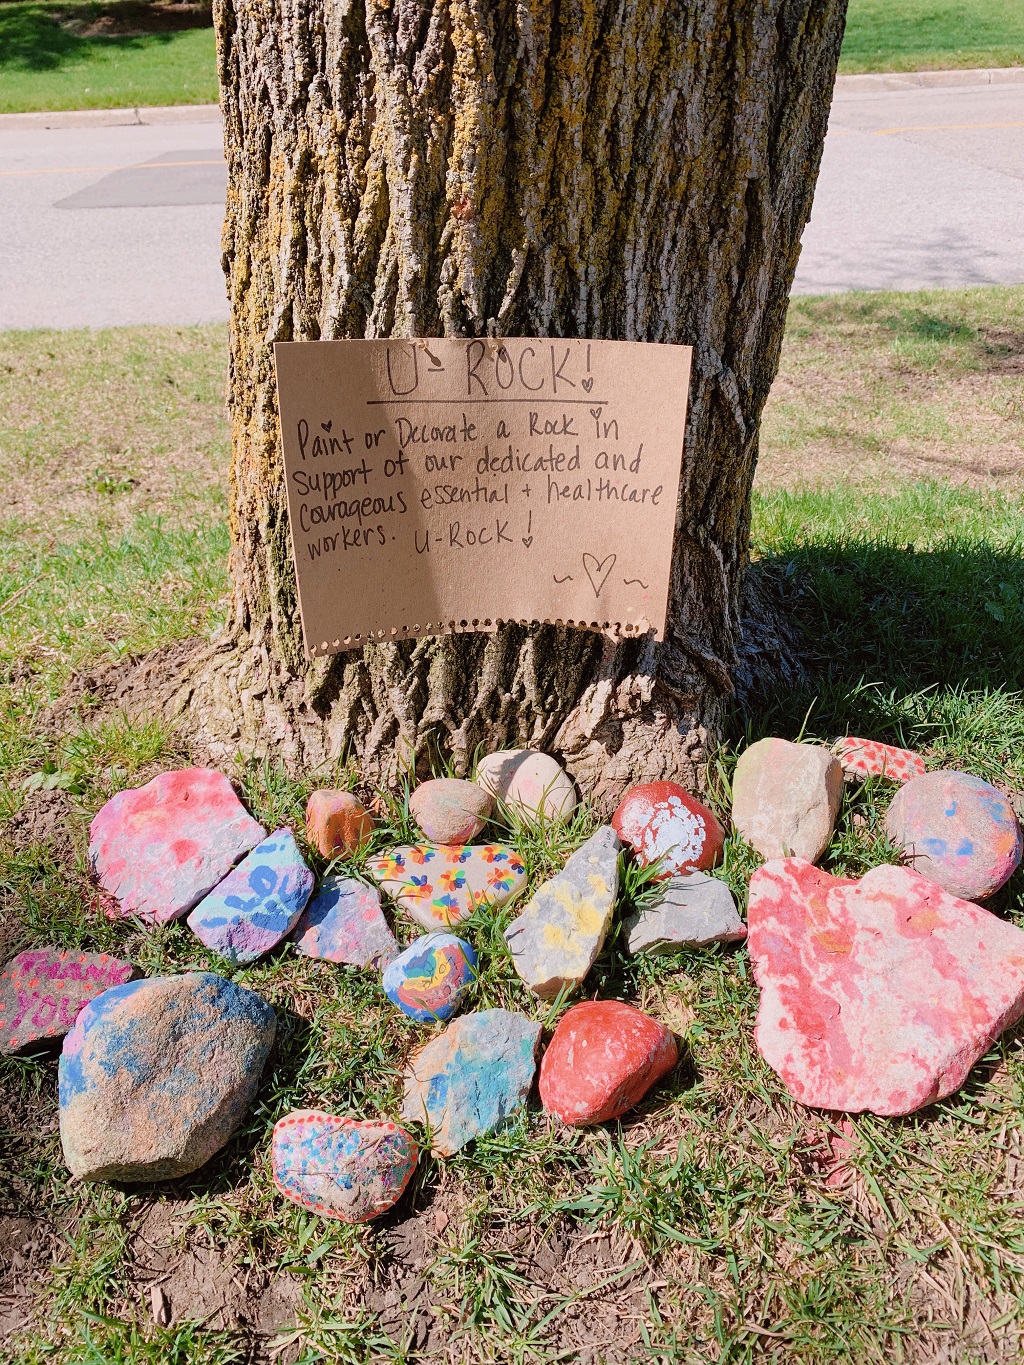 U-ROCK!
Paint or Decorate a Rock in
support of our dedicated and
courageous essential + healthcare
workers. U-ROCK!
THANK
YOU